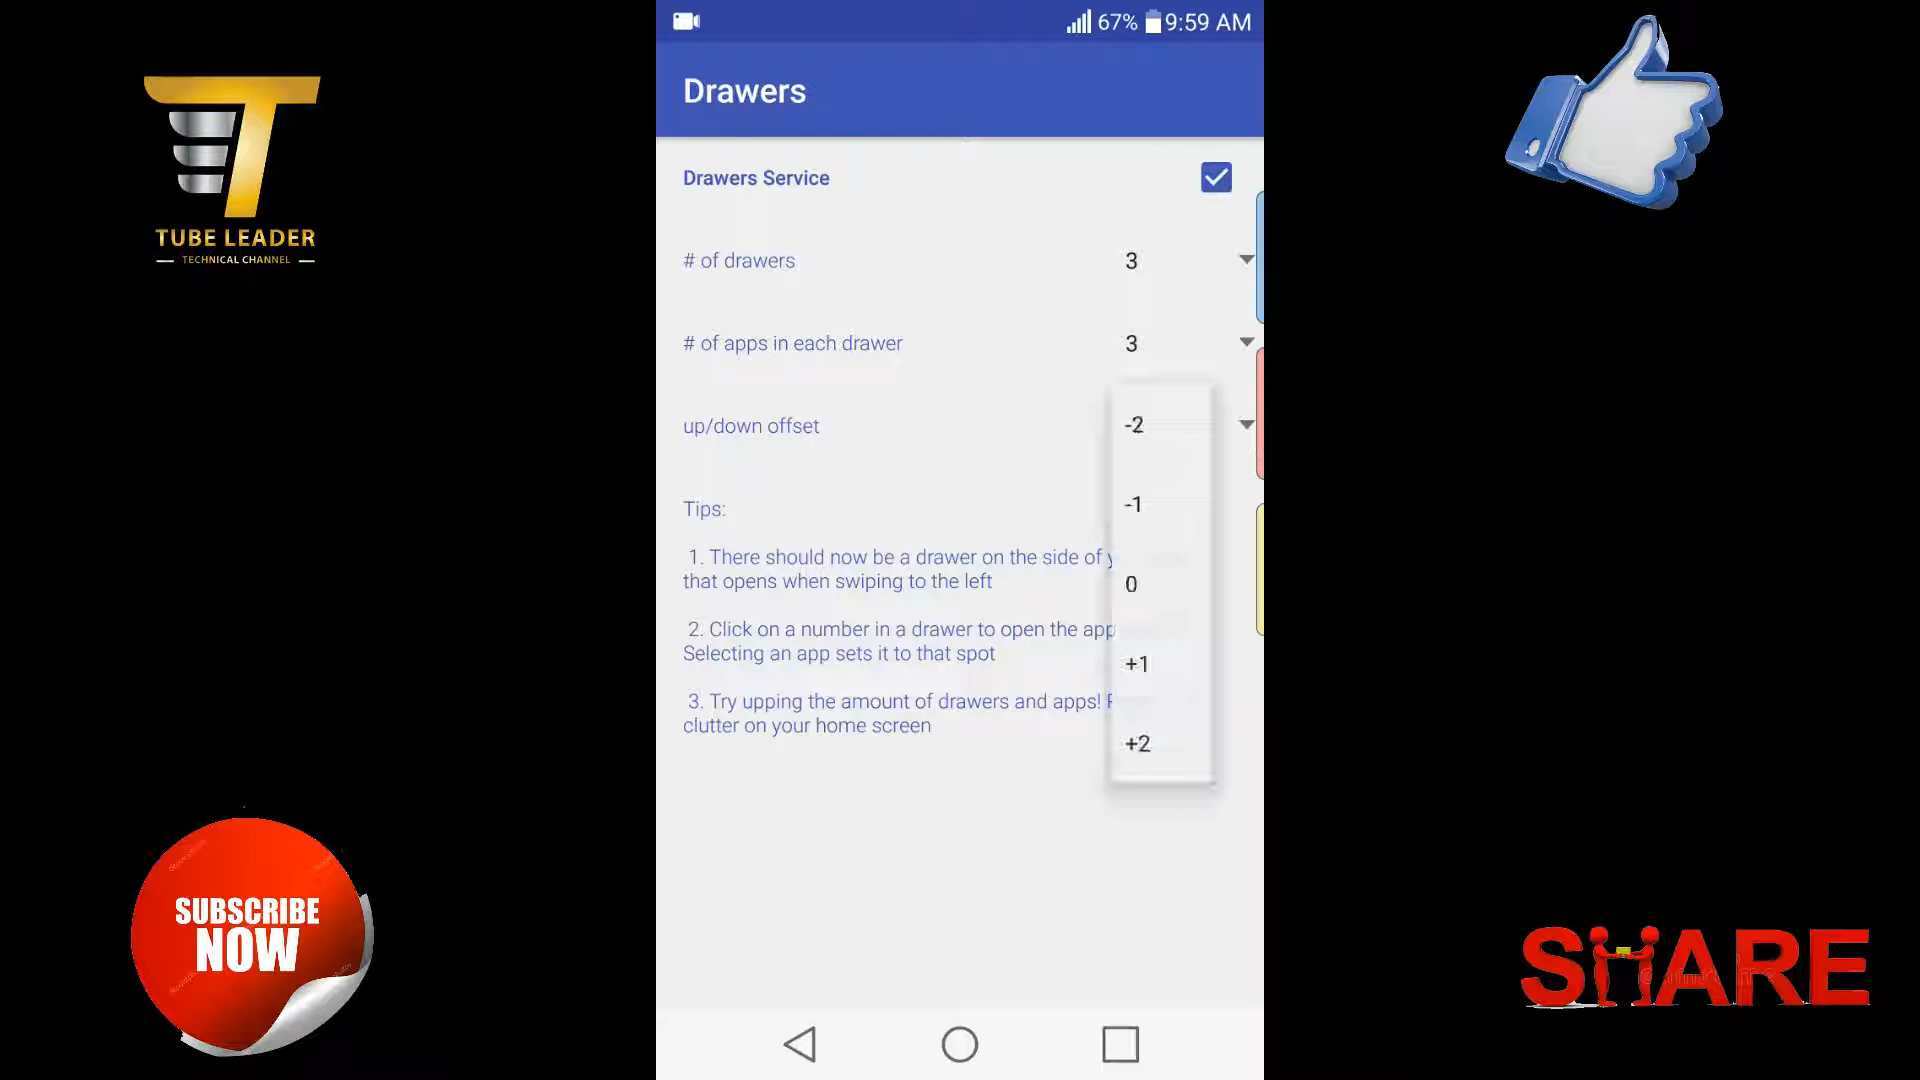 67% 9:59 AM
Drawers
TUBE LEADER
TECHNICAL CHANNEL
Drawers Service
# of drawers 3
# of apps in each drawer 3
up/down offset
-2
-1
0
+1
+2
Tips:
1. There should now be a drawer on the side of
that opens when swiping to the left
2. Click on a number in a drawer to open the app
Selecting an app sets it to that spot
3. Try upping the amount of drawers and apps!
clutter on your home screen
SUBSCRIBE
NOW
SHARE